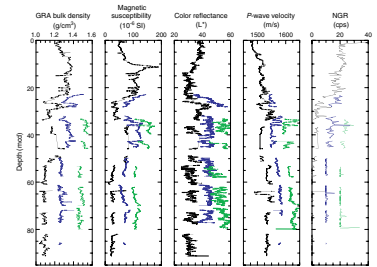 GRA bulk density
(g/cm³)
Magnetic
susceptibility
(10⁻⁶ SI)
Color reflectance
(L*)
P-wave velocity
(m/s)
NGR
(cps)
1.0 1.2 1.4 1.6
0 100 200
20 40 60
1500 1600
0 20 40
0
20
40
60
80
Depth (mcd)